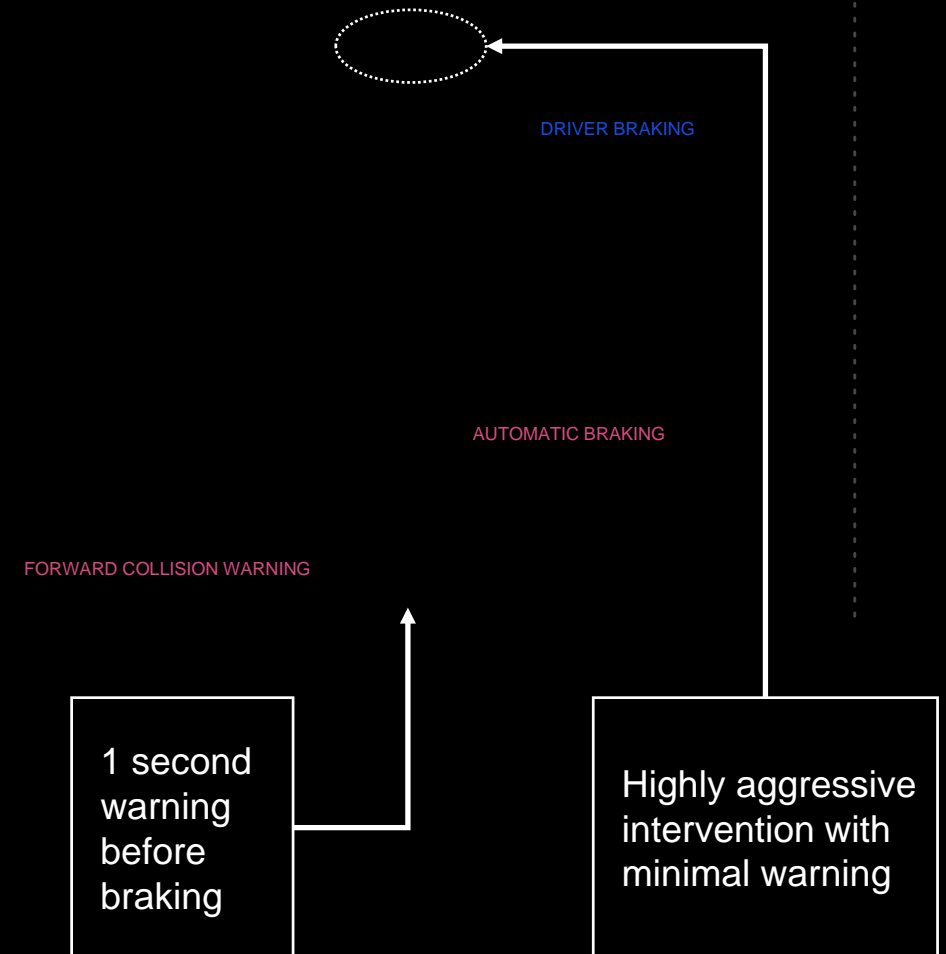 DRIVER BRAKING
AUTOMATIC BRAKING
FORWARD COLLISION WARNING
1 second
warning
before
braking
Highly aggressive
intervention with
minimal warning